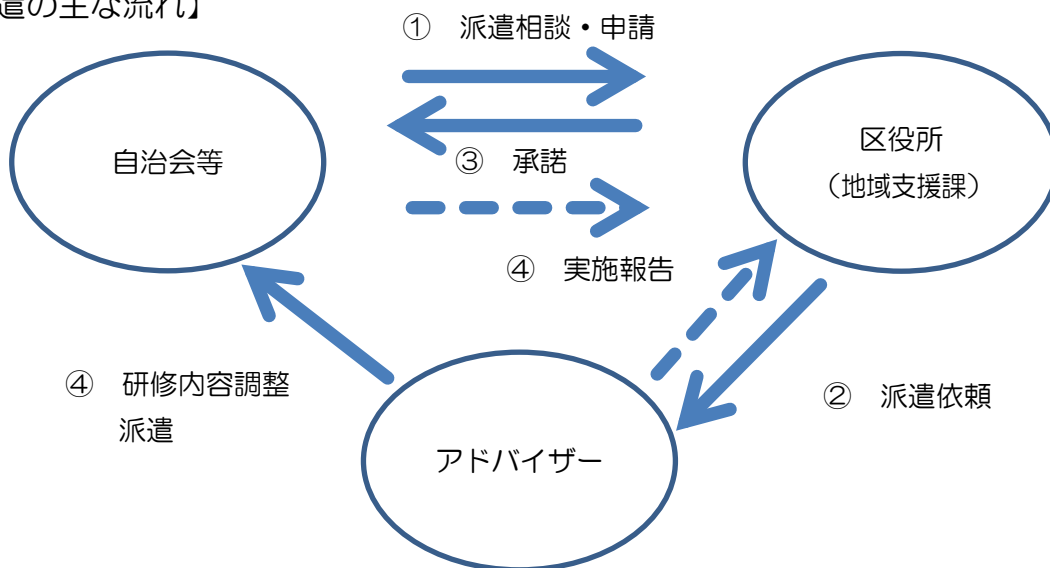 遣の主な流れ】
① 派遣相談・申請
自治会等
区役所
（地域支援課）
③ 承諾
④ 実施報告
④ 研修内容調整
派遣
② 派遣依頼
アドバイザー